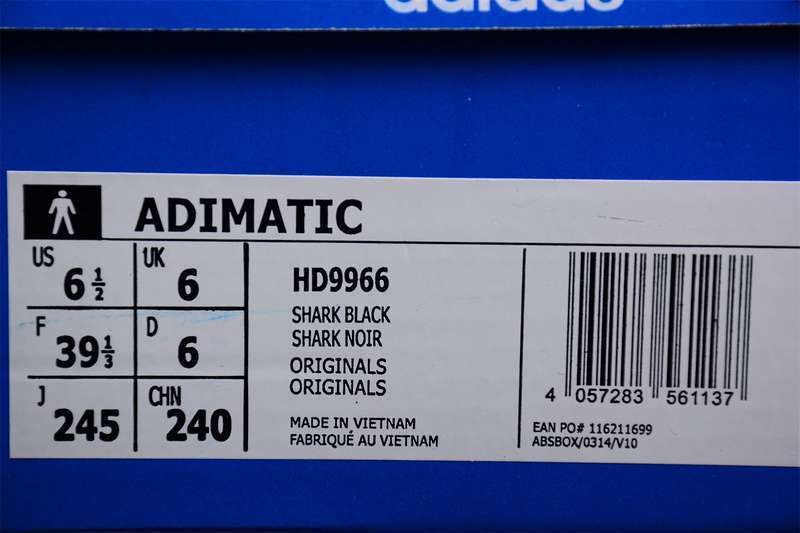 adidas
ADIMATIC
US
6 1/2
UK
6
F
39 1/3
D
6
J
245
CHN
240
HD9966
SHARK BLACK
SHARK NOIR
ORIGINALS
ORIGINALS
MADE IN VIETNAM
FABRIQUÉ AU VIETNAM
4 057283 561137
EAN PO# 116211699
ABSBOX/0314/V10